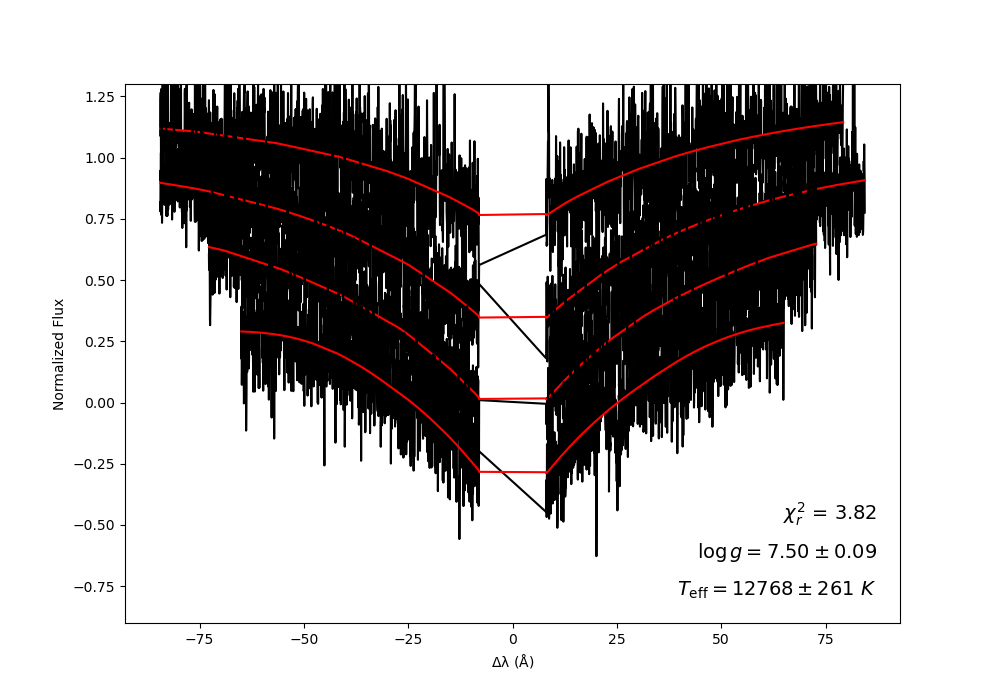 1.25
1.00
0.75
0.50
0.25
0.00
−0.25
−0.50
−0.75
Normalized Flux
χ²ᵣ = 3.82
log g = 7.50 ± 0.09
T_eff = 12768 ± 261 K
−75 −50 −25 0 25 50 75
Δλ (Å)